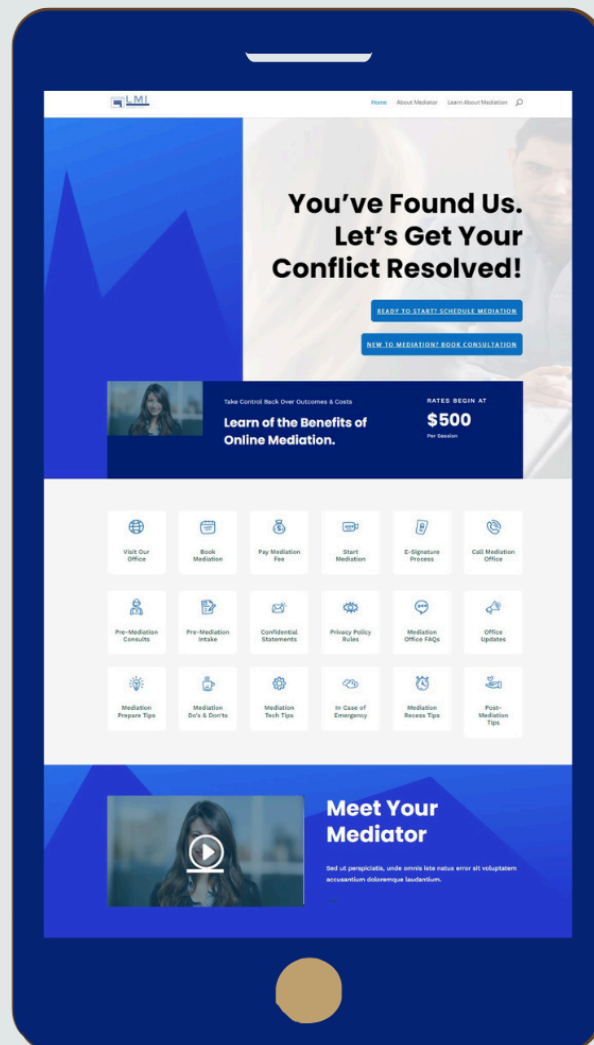 LMI
Home About Mediator Learn About Mediation
You've Found Us.
Let's Get Your
Conflict Resolved!
READY TO START? SCHEDULE MEDIATION
NEW TO MEDIATION? BOOK CONSULTATION
Take Control Back Over Outcomes & Costs
Learn of the Benefits of
Online Mediation.
RATES BEGIN AT
$500
Per Session
Visit Our
Office
Book
Mediation
Pay Mediation
Fee
Start
Mediation
E-Signature
Process
Call Mediation
Office
Pre-Mediation
Consults
Pre-Mediation
Intake
Confidential
Statements
Privacy Policy
Rules
Mediation
Office FAQs
Office
Updates
Mediation
Prepare Tips
Mediation
Do's & Don'ts
Mediation
Tech Tips
In Case of
Emergency
Mediation
Recess Tips
Post-
Mediation
Tips
Meet Your
Mediator
Sed ut perspiciatis, unde omnis iste natus error sit voluptatem
accusantium doloremque laudantium.